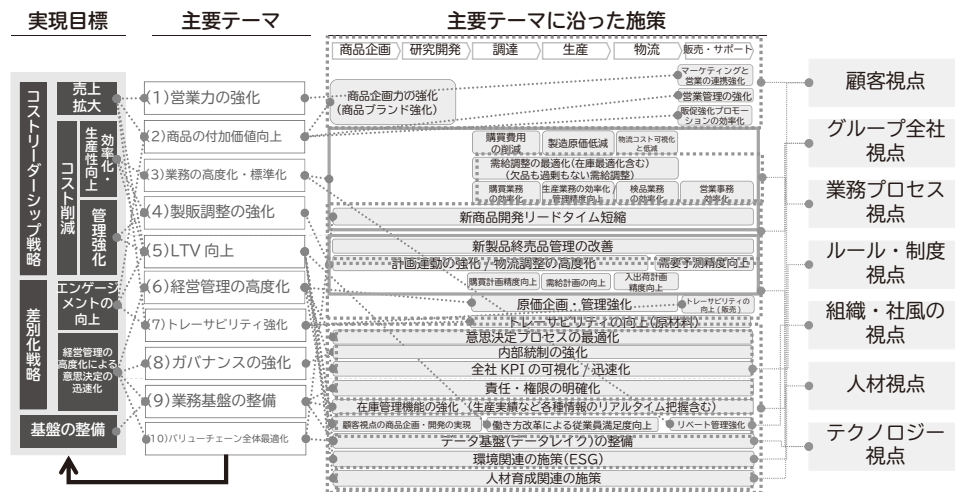 実現目標
主要テーマ
主要テーマに沿った施策
商品企画
研究開発
調達
生産
物流
販売・サポート
コストリーダーシップ戦略
差別化戦略
売上
拡大
コスト削減
効率化・
生産性向上
管理強化
エンゲージ
メントの
向上
経営管理の
高度化による
意思決定の
迅速化
基盤の整備
(1)営業力の強化
(2)商品の付加価値向上
(3)業務の高度化・標準化
(4)製販調整の強化
(5)LTV 向上
(6)経営管理の高度化
(7)トレーサビリティ強化
(8)ガバナンスの強化
(9)業務基盤の整備
(10)バリューチェーン全体最適化
商品企画力の強化
(商品ブランド強化)
マーケティングと
営業の連携強化
営業管理の強化
販促強化プロモー
ションの効率化
購買費用
の削減
製造原価低減
物流コスト可視化
と低減
需給調整の最適化(在庫最適化含む)
(欠品も過剰もない需給調整)
購買業務
の効率化
生産業務の効率化/
管理精度向上
検品業務
の効率化
営業事務
効率化
新商品開発リードタイム短縮
新製品終売品管理の改善
計画連動の強化 / 物流調整の高度化
需要予測精度向上
購買計画精度向上
需給計画の向上
入出荷計画
精度向上
原価企画・管理強化
トレーサビリティの
向上(販売)
トレーサビリティの向上(原材料)
意思決定プロセスの最適化
内部統制の強化
全社 KPI の可視化 / 迅速化
責任・権限の明確化
在庫管理機能の強化 (生産実績など各種情報のリアルタイム把握含む)
顧客視点の商品企画・開発の実現
働き方改革による従業員満足度向上
リベート管理強化
データ基盤(データレイク)の整備
環境関連の施策(ESG)
人材育成関連の施策
顧客視点
グループ全社
視点
業務プロセス
視点
ルール・制度
視点
組織・社風の
視点
人材視点
テクノロジー
視点